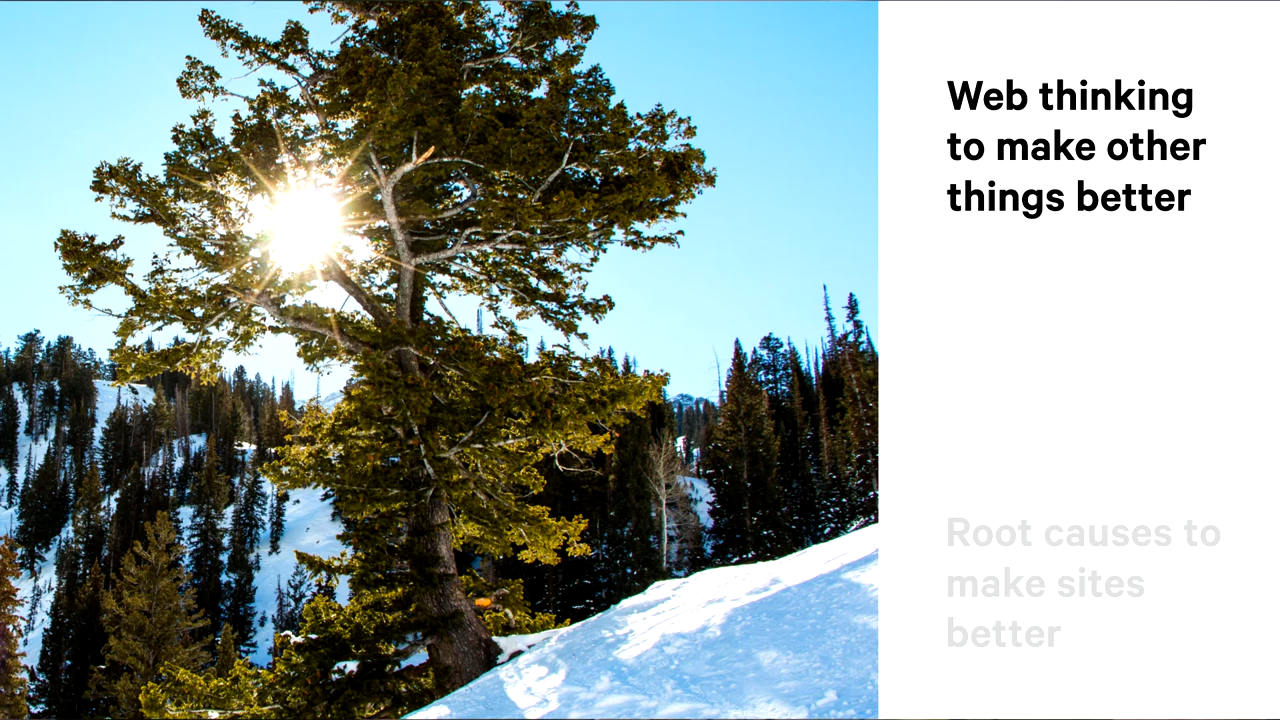 Web thinking
to make other
things better
Root causes to
make sites
better